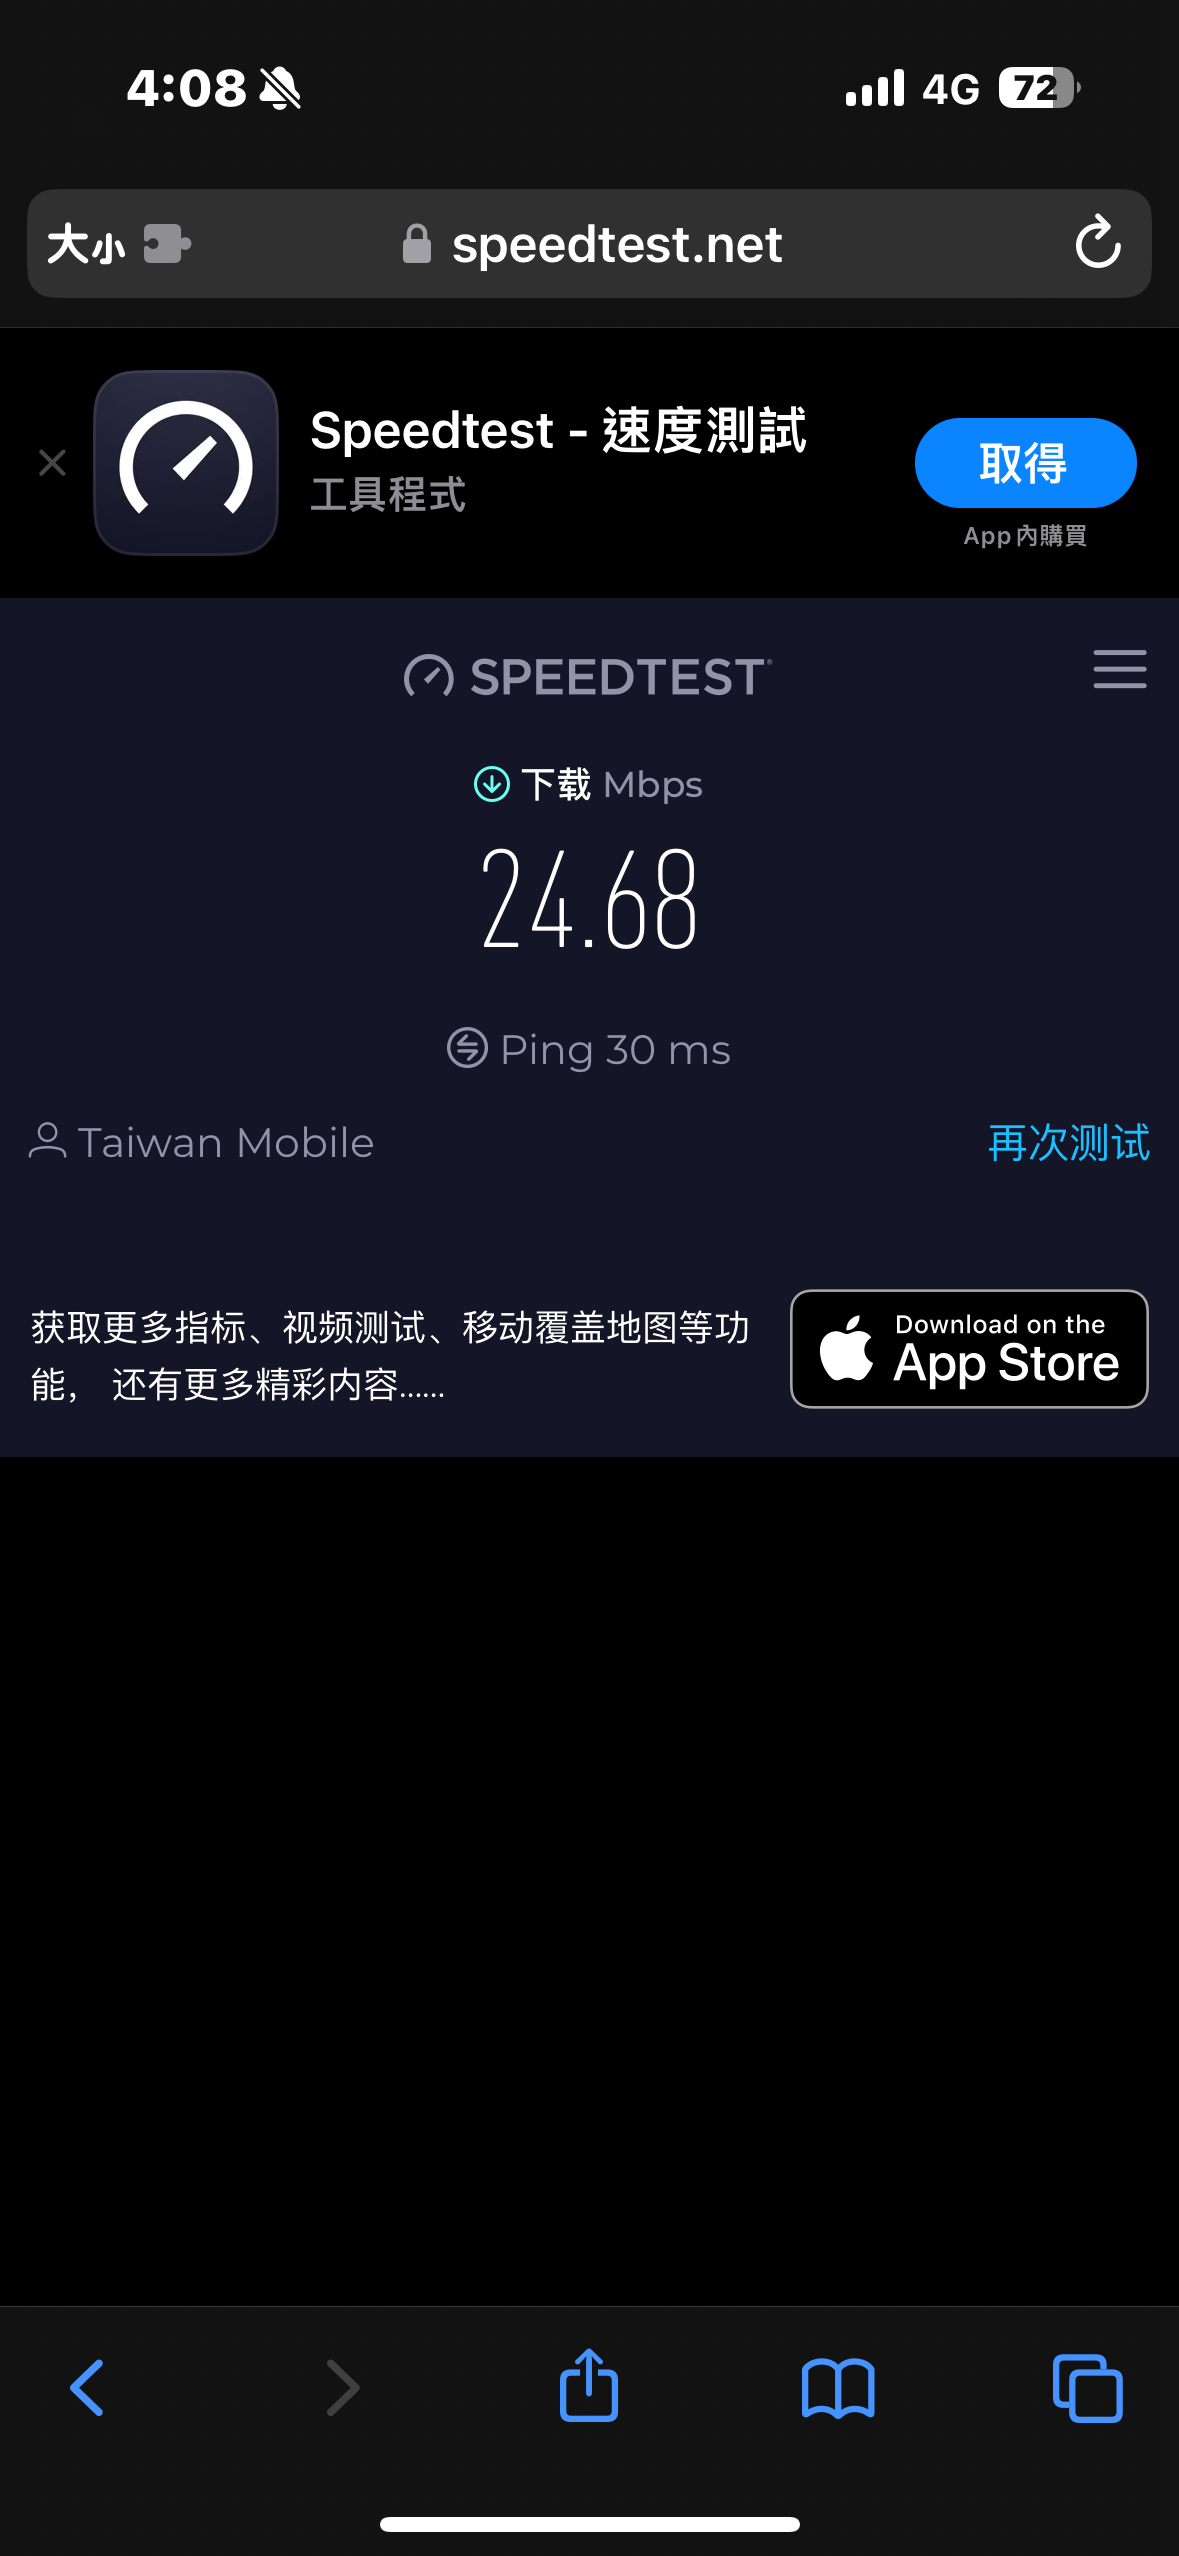 4:08
4G
72
大小
speedtest.net
Speedtest - 速度測試
工具程式
取得
App 內購買
SPEEDTEST®
下载 Mbps
24.68
Ping 30 ms
Taiwan Mobile
再次测试
获取更多指标、视频测试、移动覆盖地图等功
能， 还有更多精彩内容......
Download on the
App Store